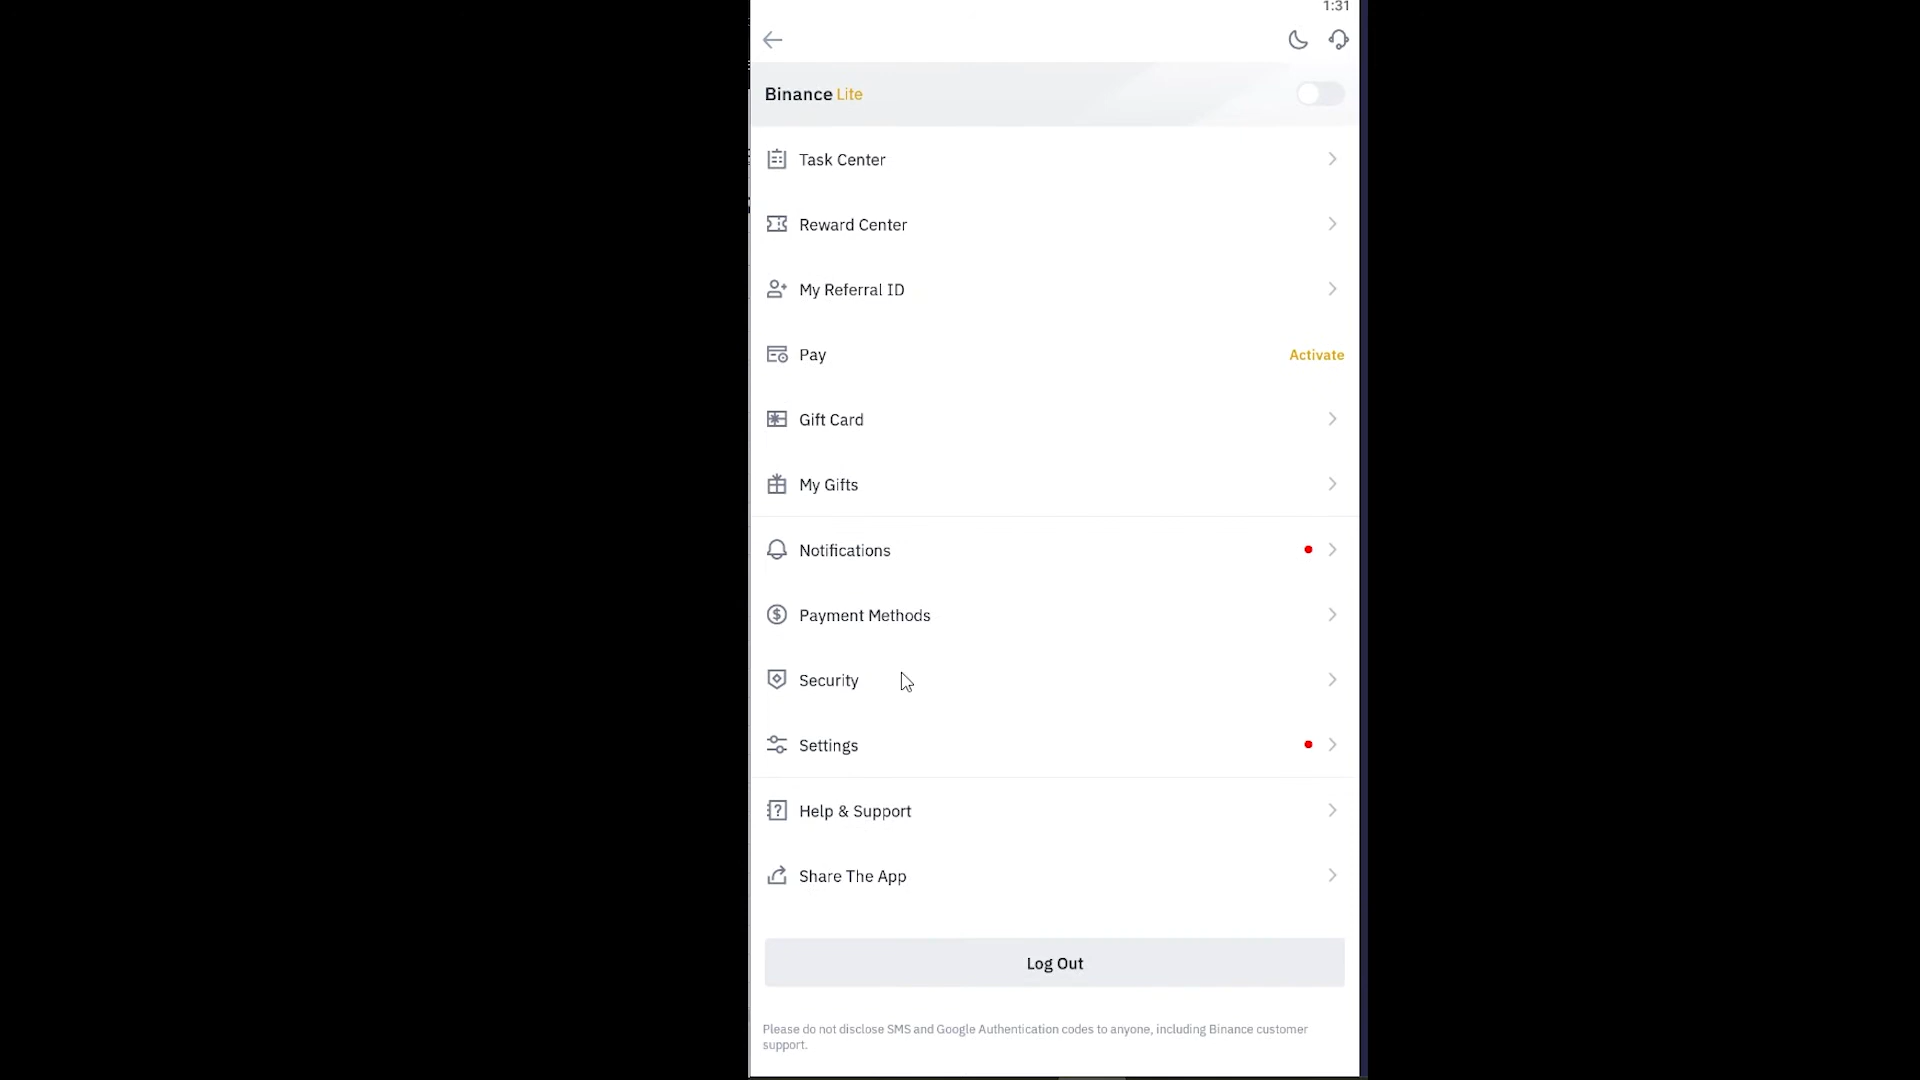 1:31
Binance Lite
Task Center
Reward Center
My Referral ID
Pay
Activate
Gift Card
My Gifts
Notifications
Payment Methods
Security
Settings
Help & Support
Share The App
Log Out
Please do not disclose SMS and Google Authentication codes to anyone, including Binance customer
support.